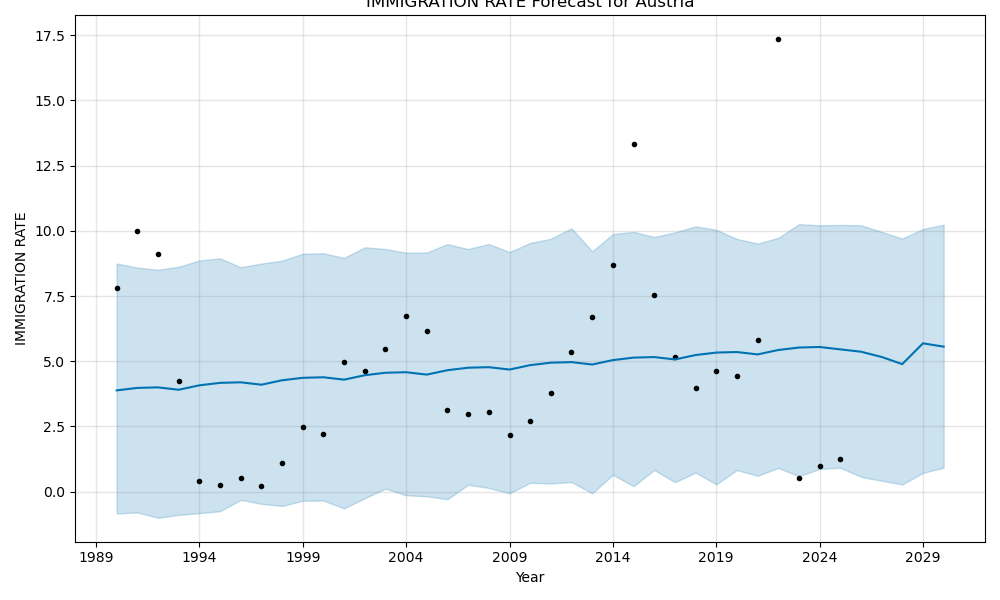 IMMIGRATION RATE Forecast for Austria
17.5
15.0
12.5
10.0
7.5
5.0
2.5
0.0
IMMIGRATION RATE
1989 1994 1999 2004 2009 2014 2019 2024 2029
Year